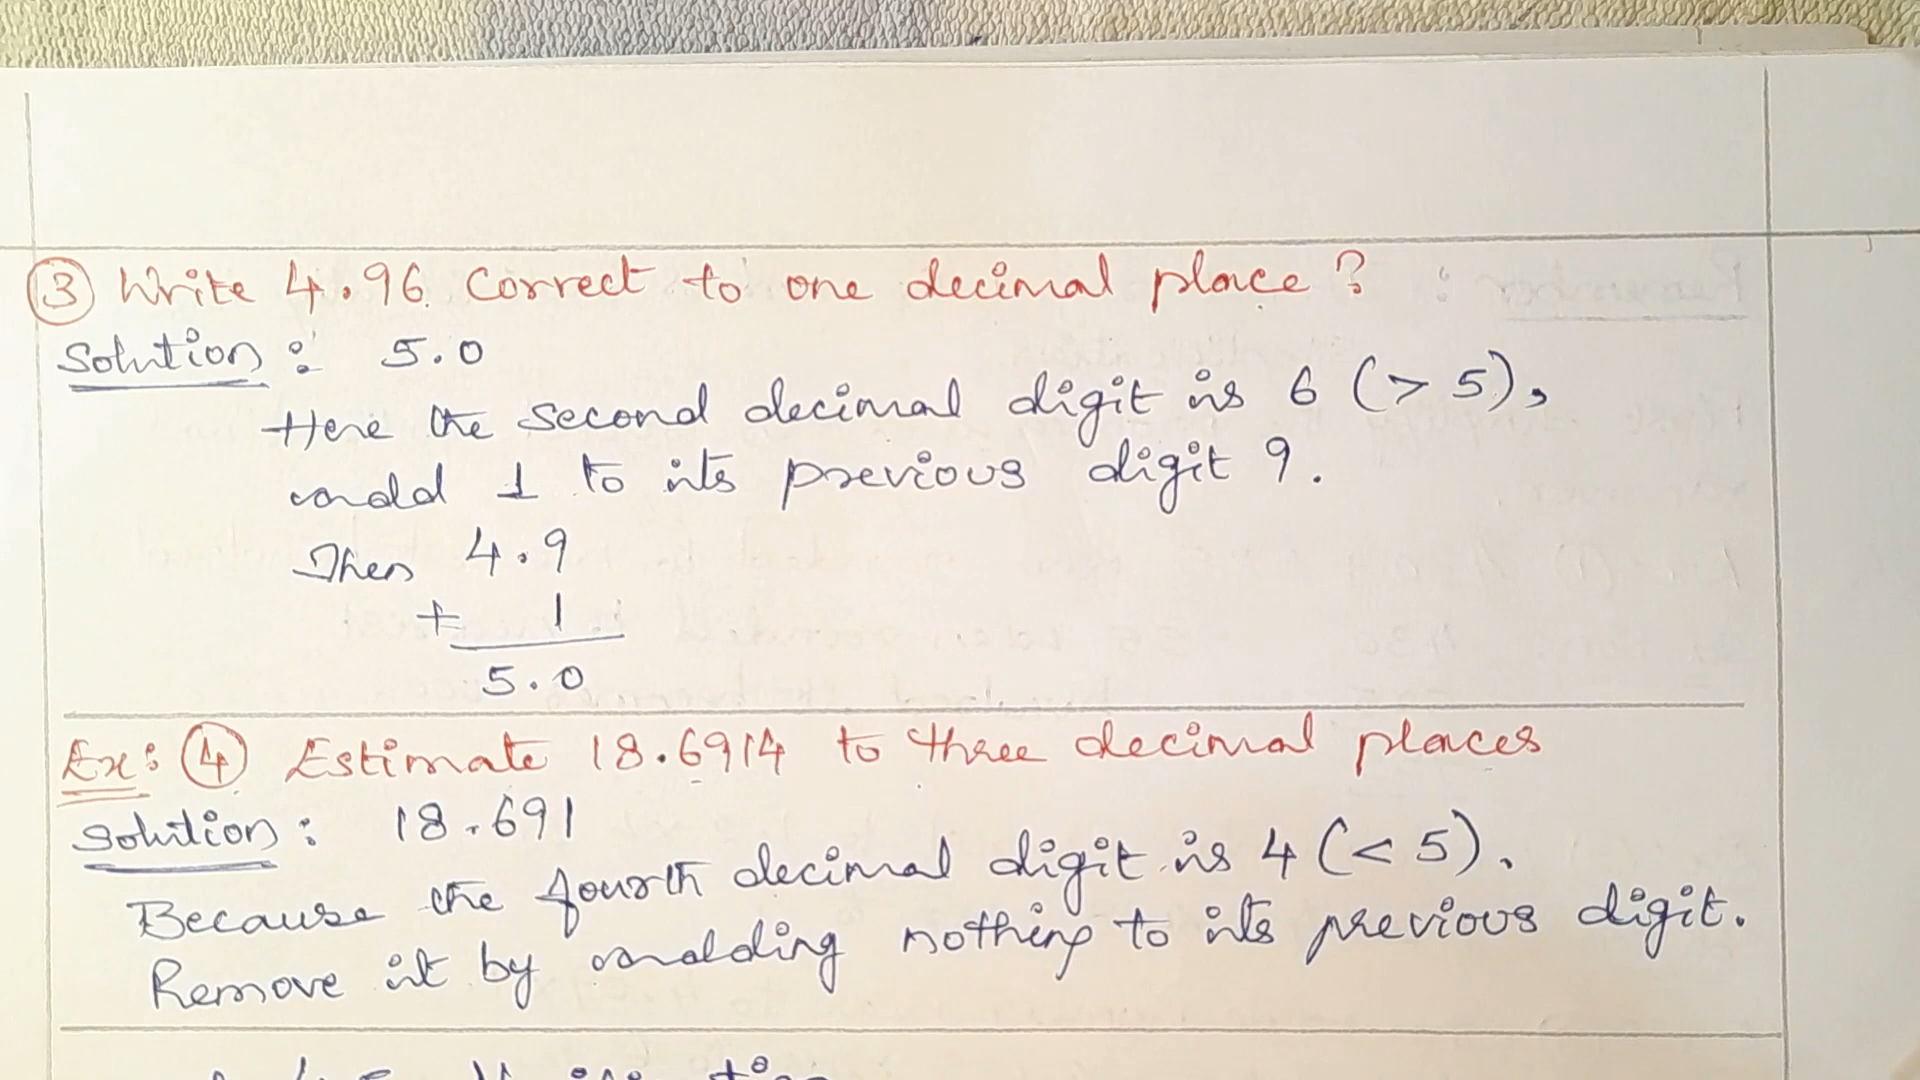 ③ Write 4.96 Correct to one decimal place?
Solution: 5.0
Here the second decimal digit is 6 (> 5),
add 1 to its previous digit 9.
Then 4.9
+ 1
5.0
Ex: ④ Estimate 18.6914 to three decimal places
Solution: 18.691
Because the fourth decimal digit is 4 (< 5).
Remove it by adding nothing to its previous digit.